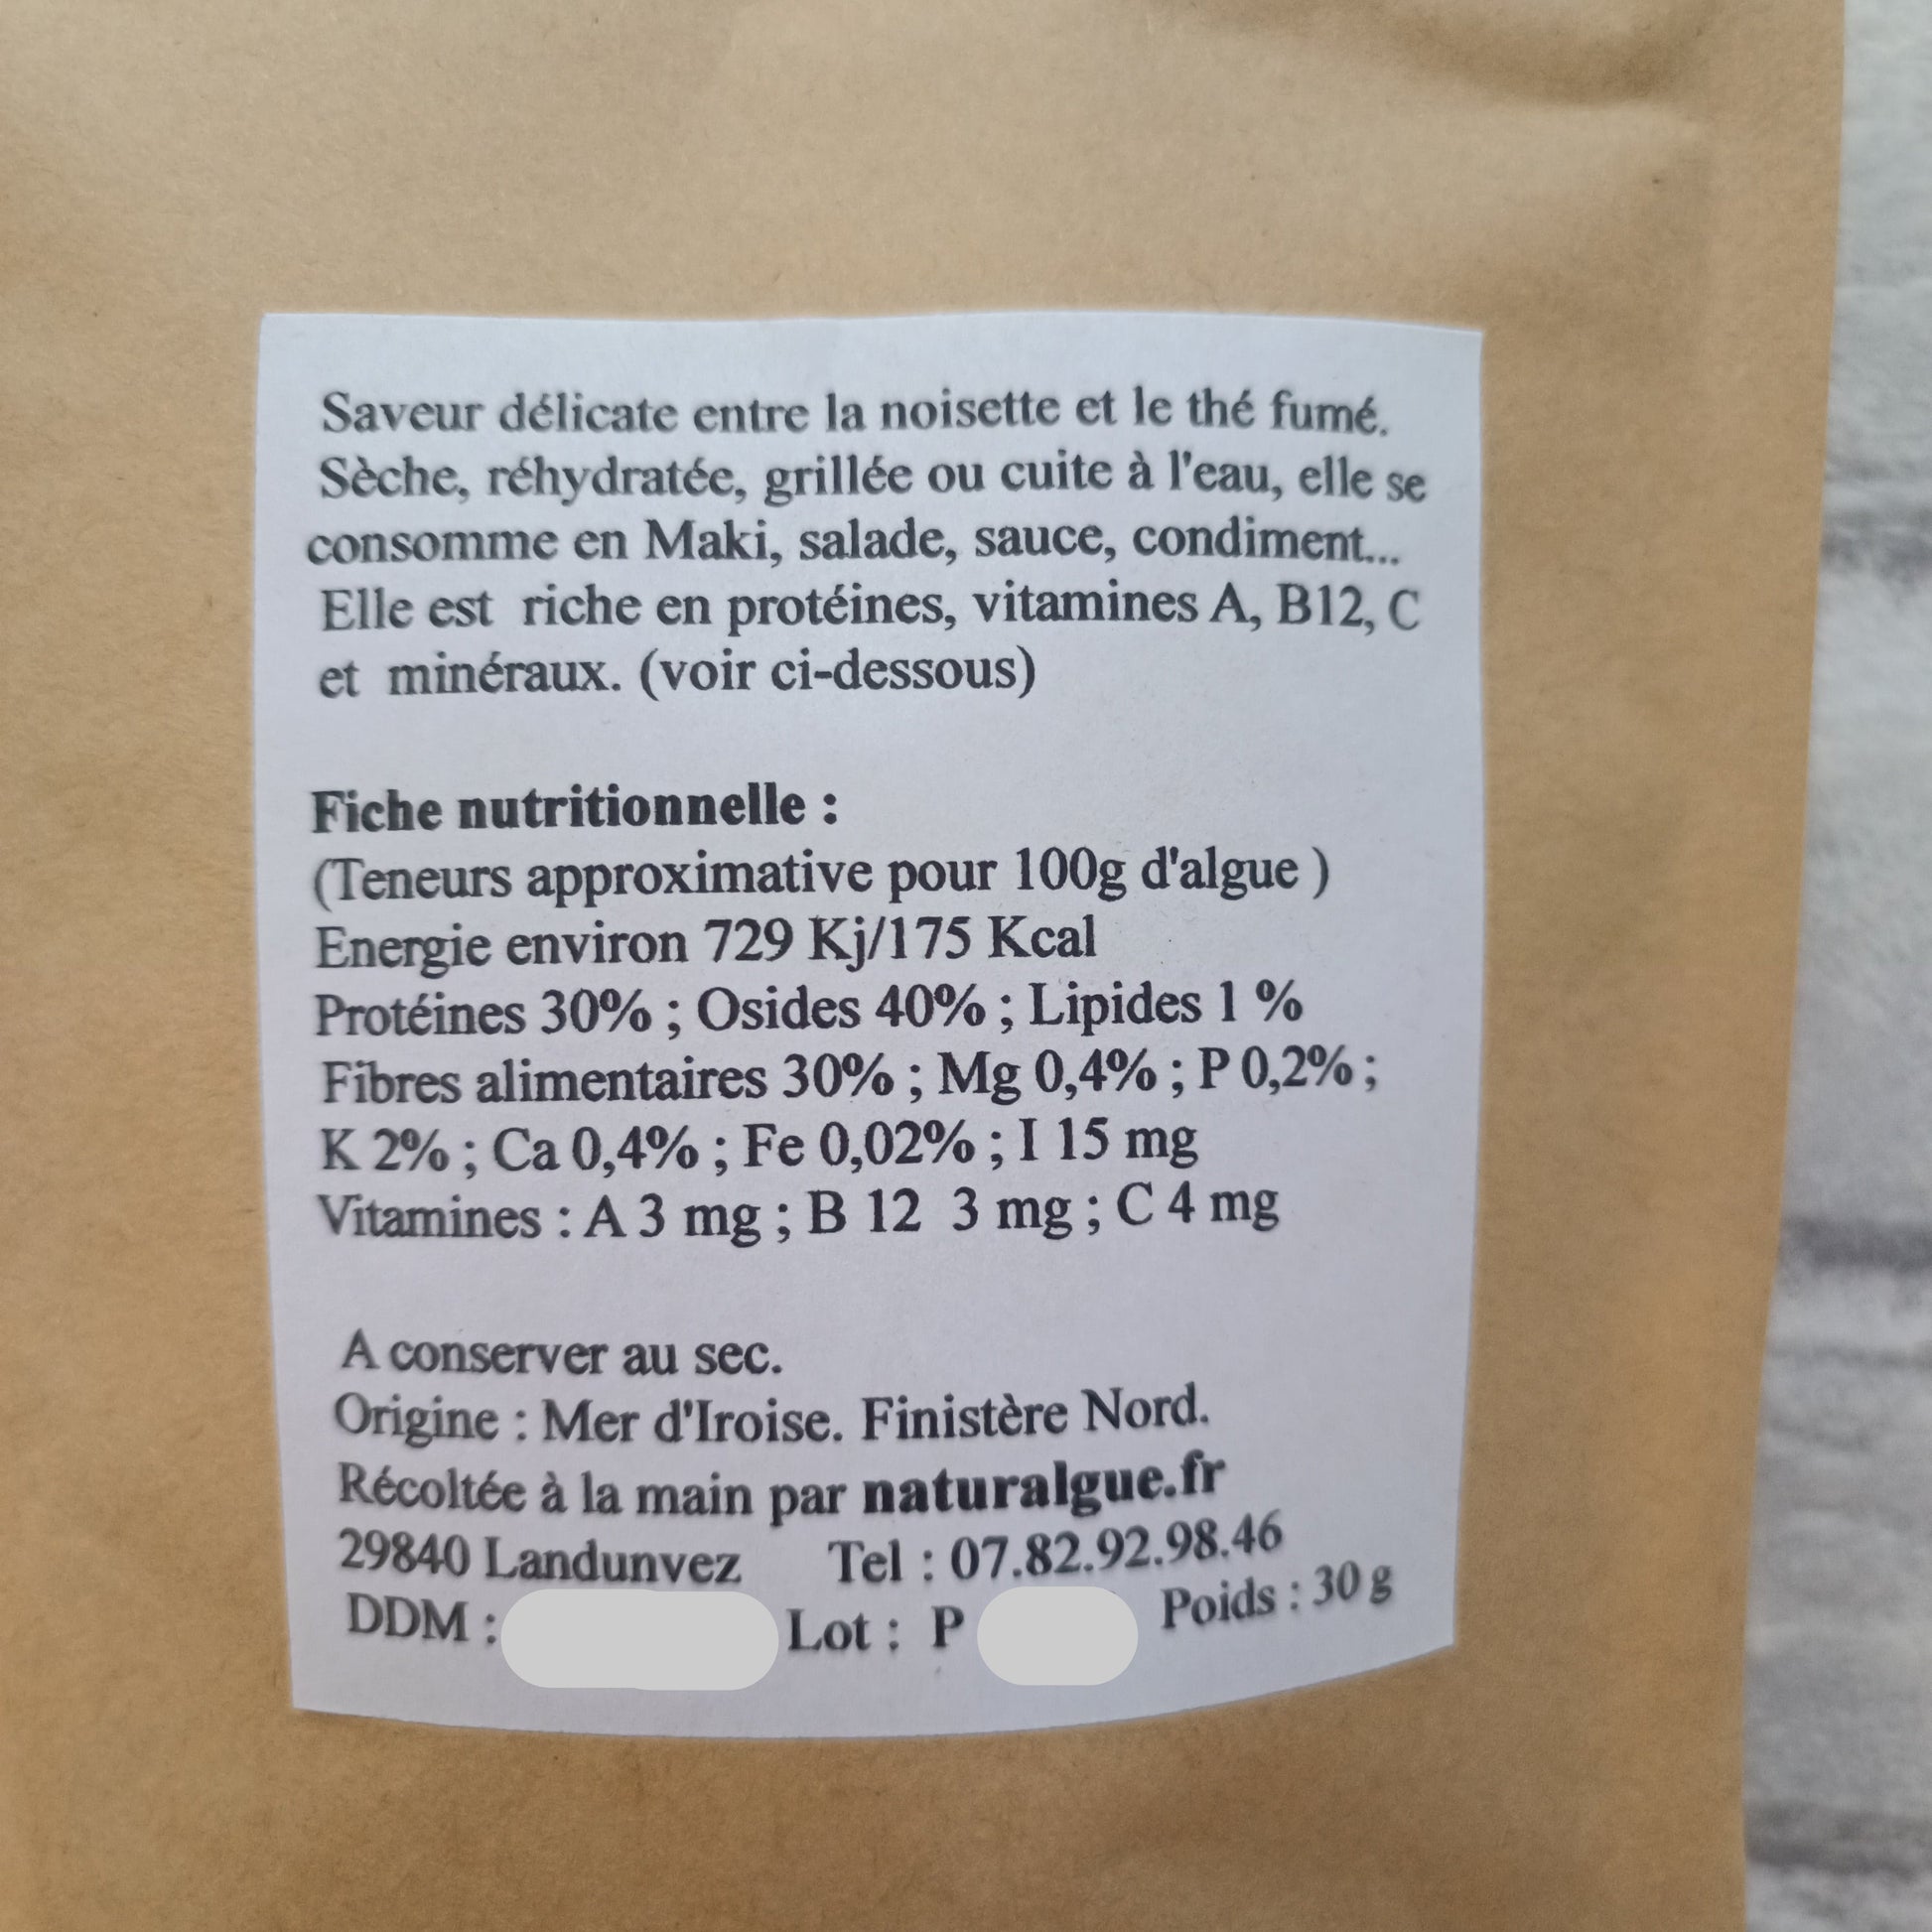 Saveur délicate entre la noisette et le thé fumé.
Sèche, réhydratée, grillée ou cuite à l'eau, elle se
consomme en Maki, salade, sauce, condiment...
Elle est riche en protéines, vitamines A, B12, C
et minéraux. (voir ci-dessous)
Fiche nutritionnelle :
(Teneurs approximative pour 100g d'algue )
Energie environ 729 Kj/175 Kcal
Protéines 30% ; Osides 40% ; Lipides 1 %
Fibres alimentaires 30% ; Mg 0,4% ; P 0,2% ;
K 2% ; Ca 0,4% ; Fe 0,02% ; I 15 mg
Vitamines : A 3 mg ; B 12 3 mg ; C 4 mg
A conserver au sec.
Origine : Mer d'Iroise. Finistère Nord.
Récoltée à la main par naturalgue.fr
29840 Landunvez Tel : 07.82.92.98.46
DDM : Lot : P Poids : 30 g